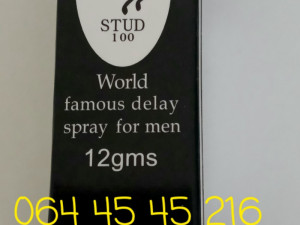 STUD
100
World
famous delay
spray for men
12gms
064 45 45 216